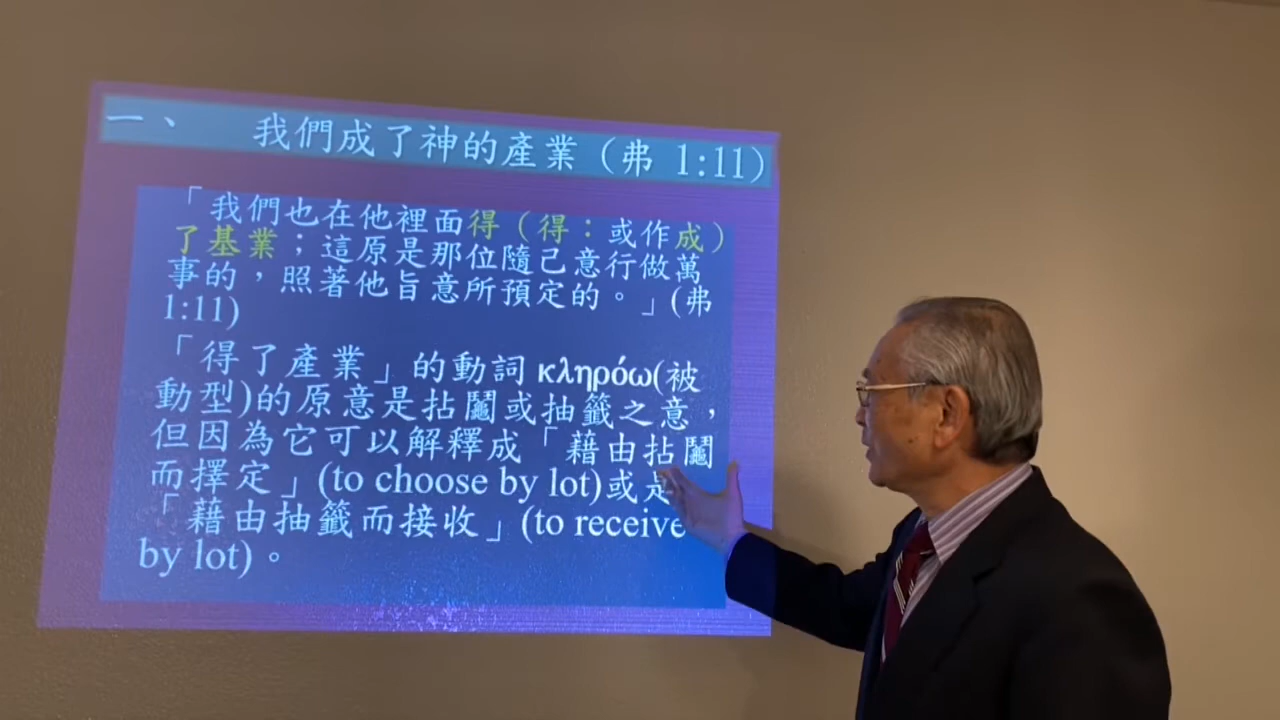 一、 我們成了神的產業（弗 1:11）
「我們也在他裡面得（得：或作成）
了基業；這原是那位隨己意行做萬
事的，照著他旨意所預定的。」(弗
1:11)
「得了產業」的動詞 κληρόω(被
動型)的原意是拈鬮或抽籤之意，
但因為它可以解釋成「藉由拈鬮
而擇定」(to choose by lot)或是
「藉由抽籤而接收」(to receive
by lot)。